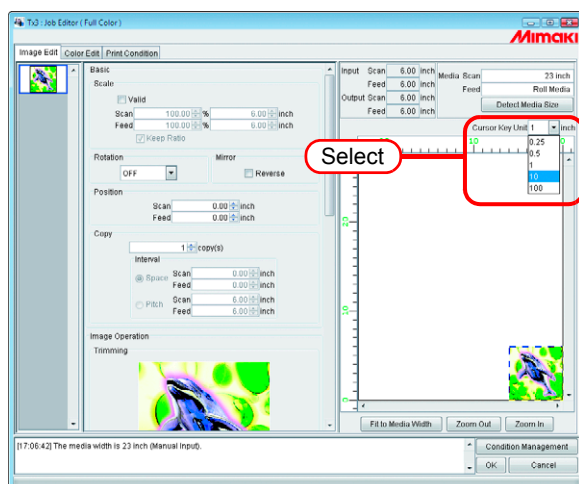 Tx3 : Job Editor ( Full Color )
Mimaki
Image Edit Color Edit Print Condition
Basic
Scale
Valid
Scan 100.00 % 6.00 inch
Feed 100.00 % 6.00 inch
Keep Ratio
Rotation Mirror
OFF Reverse
Position
Scan 0.00 inch
Feed 0.00 inch
Copy
1 copy(s)
Interval
Space Scan 0.00 inch
Feed 0.00 inch
Pitch Scan 6.00 inch
Feed 6.00 inch
Image Operation
Trimming
Input Scan 6.00 inch
Feed 6.00 inch
Output Scan 6.00 inch
Feed 6.00 inch
Media Scan 23 inch
Feed Roll Media
Detect Media Size
Cursor Key Unit 1 inch
0.25
0.5
1
10
100
Select
10
20
10
0
Fit to Media Width Zoom Out Zoom In
[17:06:42] The media width is 23 inch (Manual Input).
Condition Management
OK Cancel